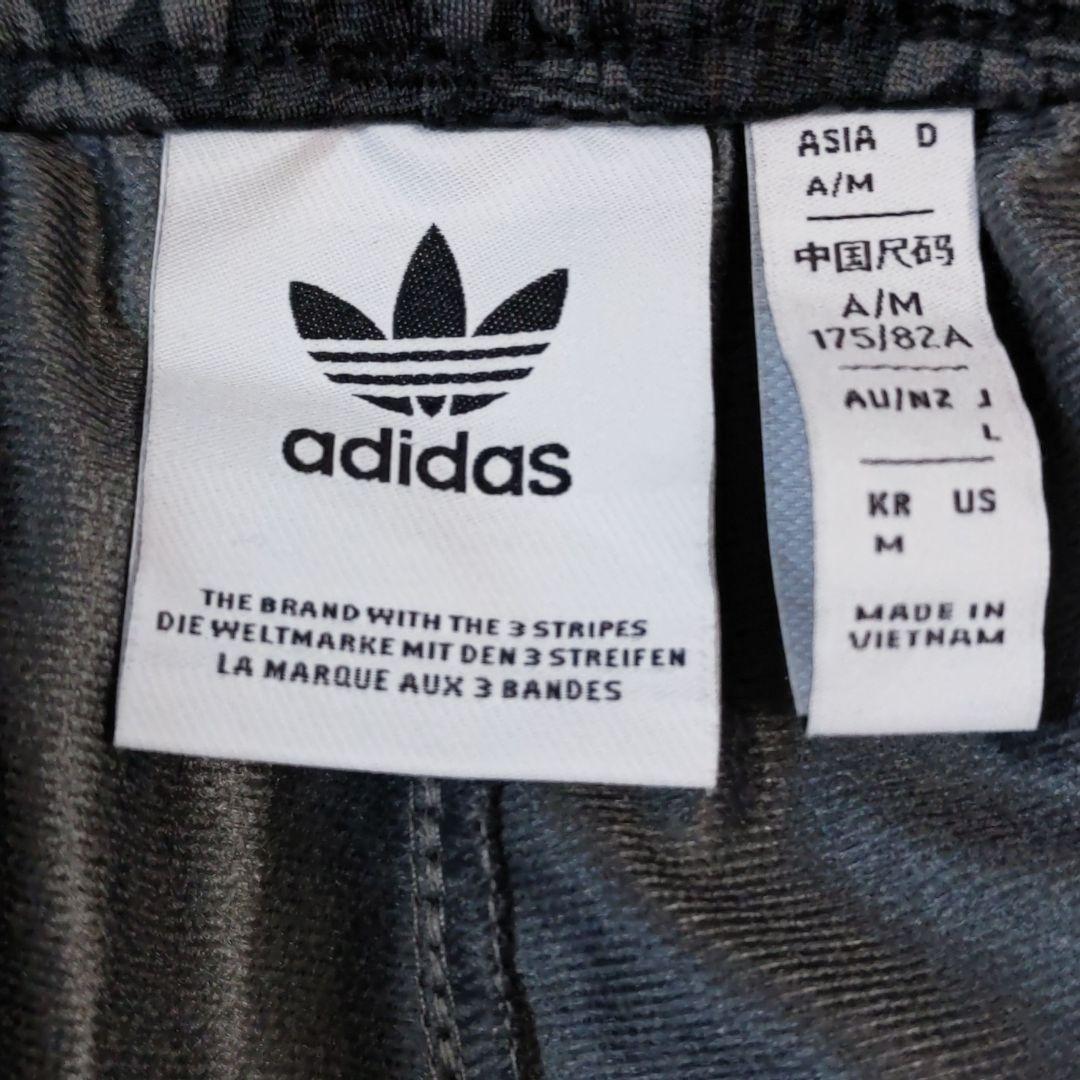 adidas
THE BRAND WITH THE 3 STRIPES
DIE WELTMARKE MIT DEN 3 STREIFEN
LA MARQUE AUX 3 BANDES
ASIA D
A/M
中国尺码
A/M
175/82A
AU/NZ J
L
KR US
M
MADE IN
VIETNAM